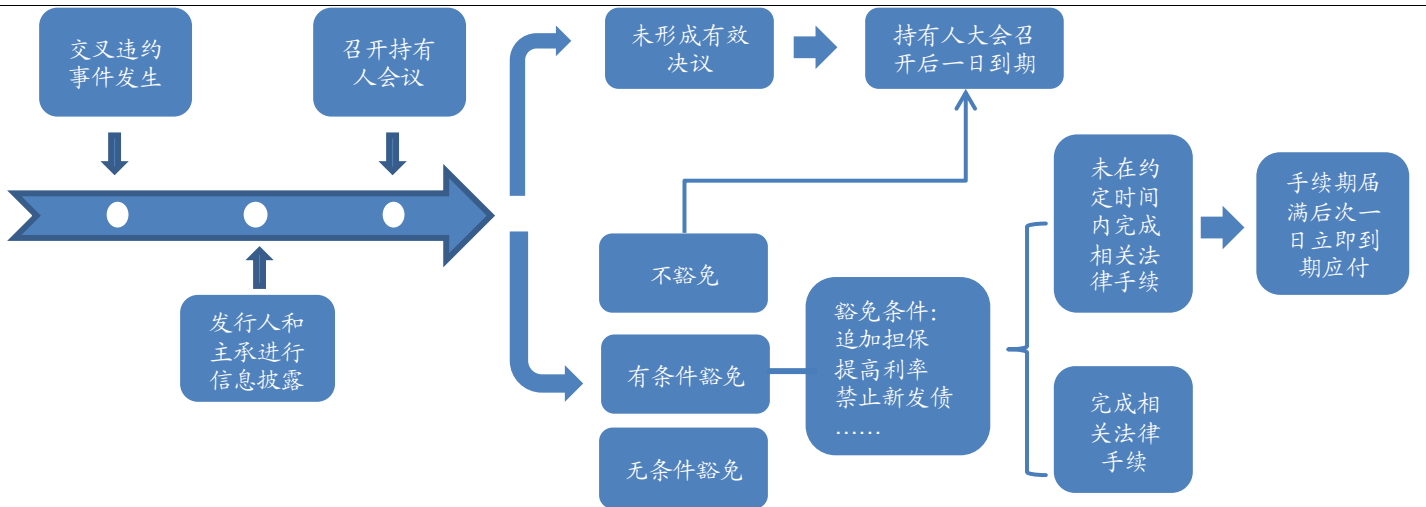 交叉违约
事件发生
召开持有
人会议
发行人和
主承进行
信息披露
未形成有效
决议
持有人大会召
开后一日到期
不豁免
有条件豁免
无条件豁免
豁免条件:
追加担保
提高利率
禁止新发债
……
未在约
定时间
内完成
相关法
律手续
手续期届
满后次一
日立即到
期应付
完成相
关法律
手续